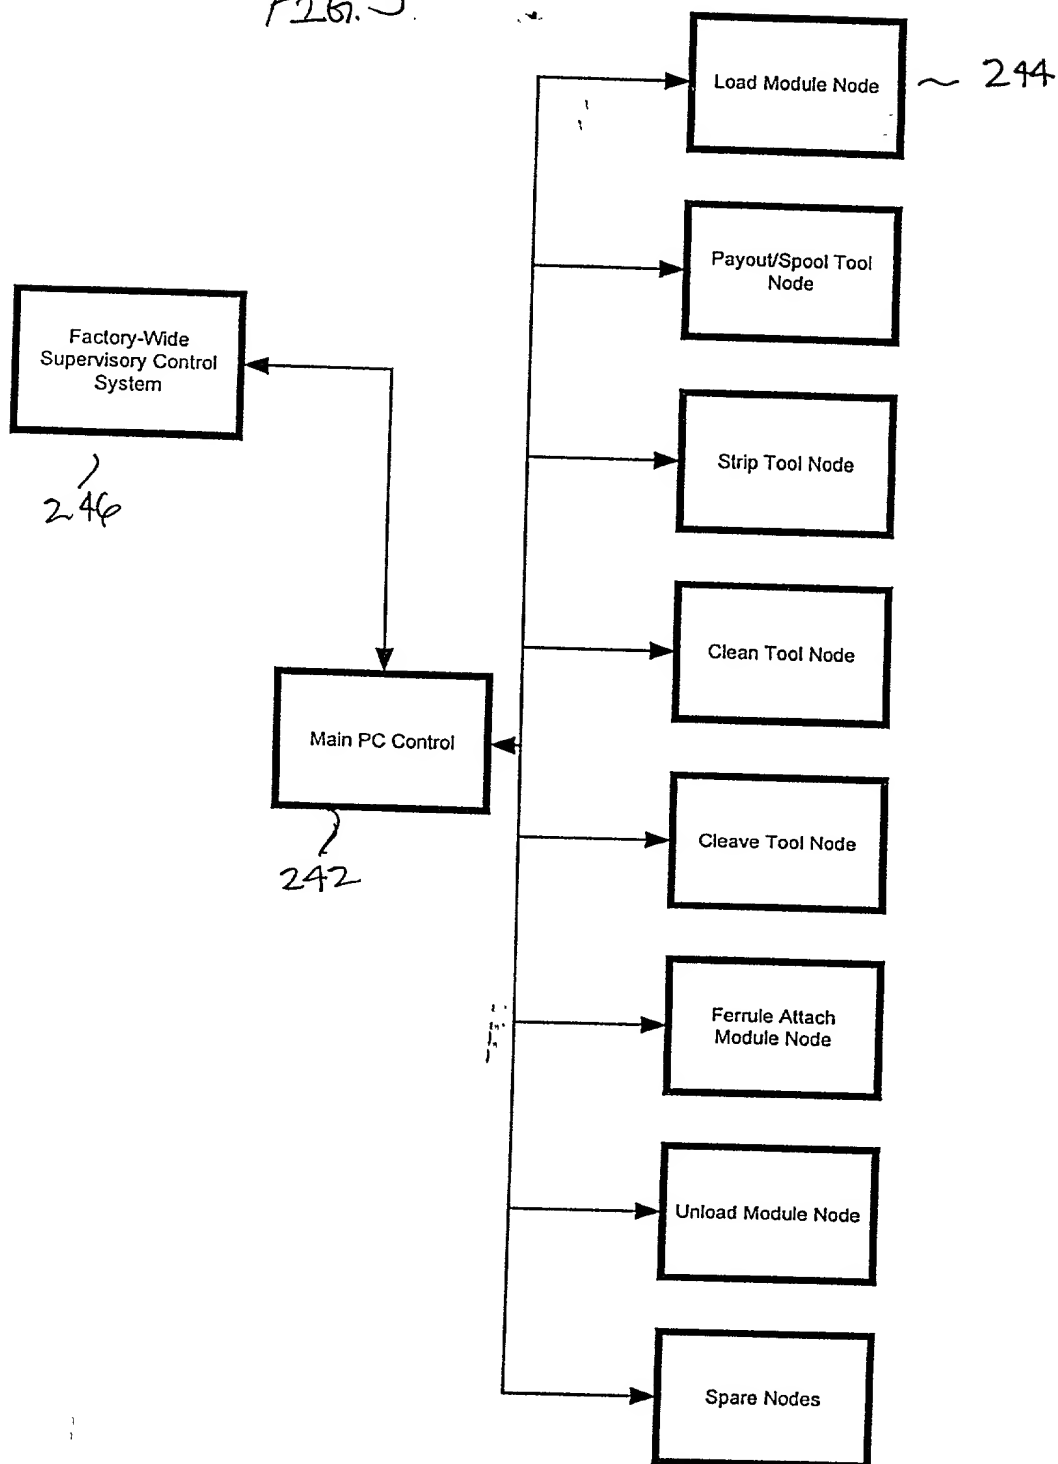 Load Module Node
244
Payout/Spool Tool
Node
Factory-Wide
Supervisory Control
System
246
Strip Tool Node
Clean Tool Node
Main PC Control
242
Cleave Tool Node
Ferrule Attach
Module Node
Unload Module Node
Spare Nodes